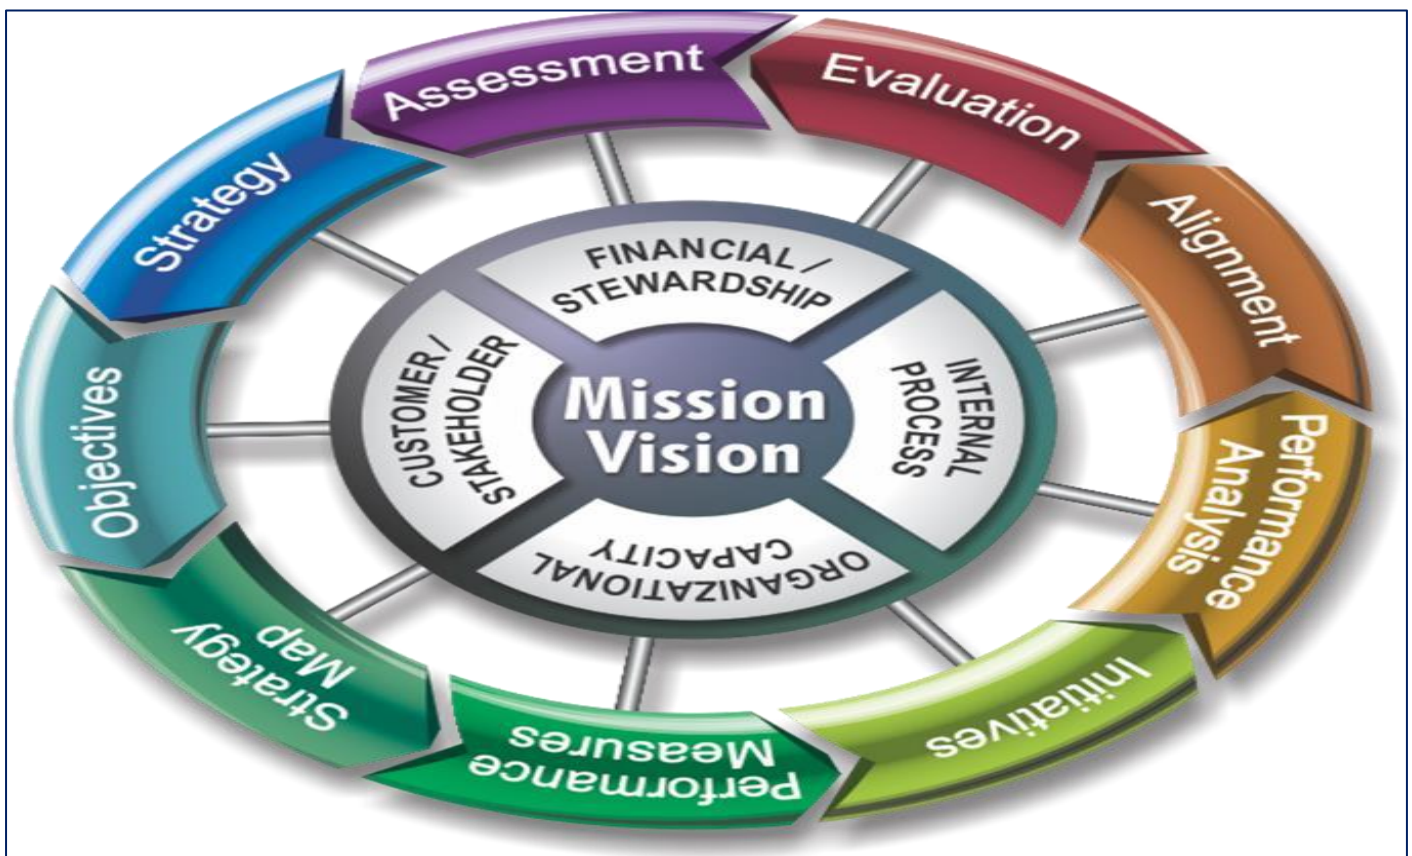 Assessment
Evaluation
Alignment
Performance
Analysis
Initiatives
Performance
Measures
Strategy
Map
Objectives
Strategy
FINANCIAL /
STEWARDSHIP
INTERNAL
PROCESS
ORGANIZATIONAL
CAPACITY
CUSTOMER /
STAKEHOLDER
Mission
Vision